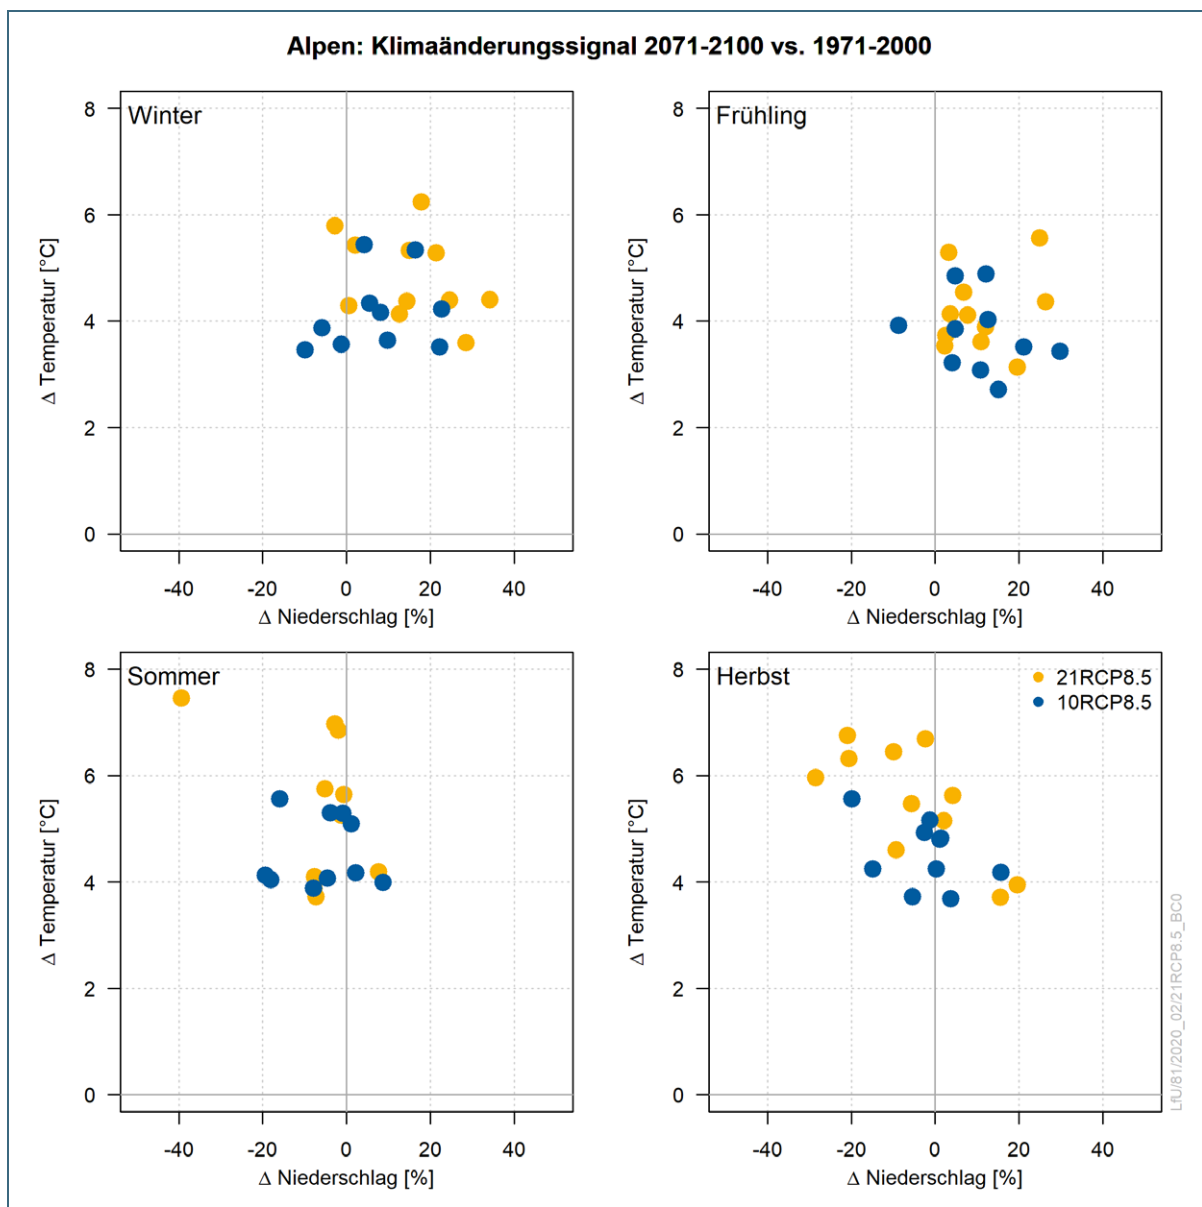 Alpen: Klimaänderungssignal 2071-2100 vs. 1971-2000
Winter
8
6
4
2
0
Δ Temperatur [°C]
-40 -20 0 20 40
Δ Niederschlag [%]
Frühling
8
6
4
2
0
Δ Temperatur [°C]
-40 -20 0 20 40
Δ Niederschlag [%]
Sommer
8
6
4
2
0
Δ Temperatur [°C]
-40 -20 0 20 40
Δ Niederschlag [%]
Herbst
21RCP8.5
10RCP8.5
8
6
4
2
0
Δ Temperatur [°C]
-40 -20 0 20 40
Δ Niederschlag [%]
LfU/81/2020_02/21RCP8.5_BC0